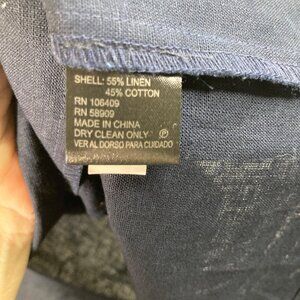 SHELL: 55% LINEN
45% COTTON
RN 106409
RN 58909
MADE IN CHINA
DRY CLEAN ONLY Ⓟ
VER AL DORSO PARA CUIDADO